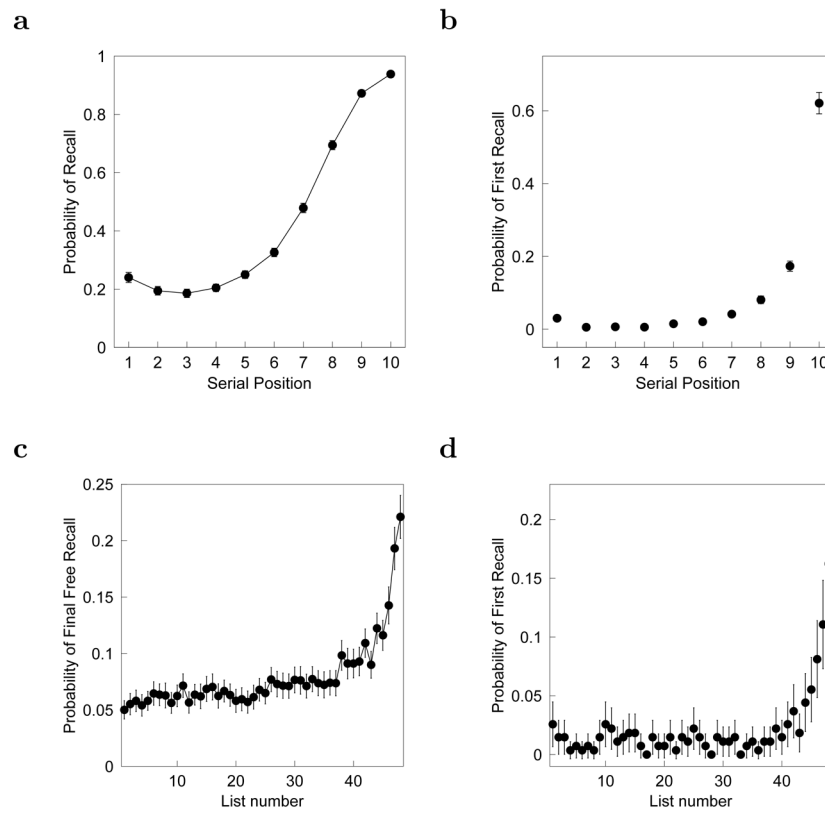 a
Probability of Recall
1
0.8
0.6
0.4
0.2
0
1 2 3 4 5 6 7 8 9 10
Serial Position
b
Probability of First Recall
0.6
0.4
0.2
0
1 2 3 4 5 6 7 8 9 10
Serial Position
c
Probability of Final Free Recall
0.25
0.2
0.15
0.1
0.05
0
10 20 30 40
List number
d
Probability of First Recall
0.2
0.15
0.1
0.05
0
10 20 30 40
List number